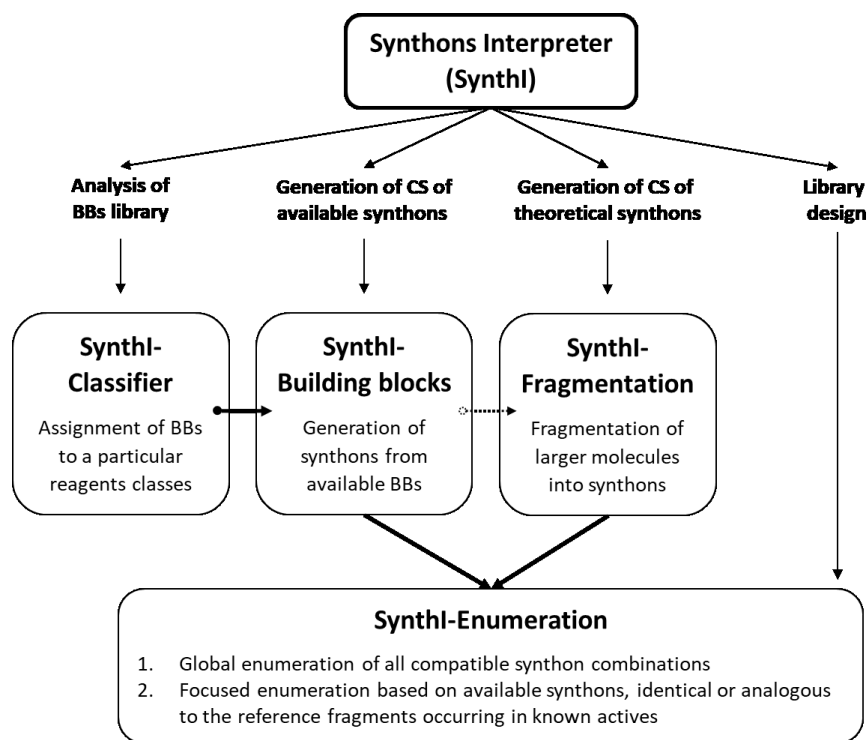 Synthons Interpreter
(SynthI)
Analysis of
BBs library
Generation of CS of
available synthons
Generation of CS of
theoretical synthons
Library
design
SynthI-
Classifier
Assignment of BBs
to a particular
reagents classes
SynthI-
Building blocks
Generation of
synthons from
available BBs
SynthI-
Fragmentation
Fragmentation of
larger molecules
into synthons
SynthI-Enumeration
1. Global enumeration of all compatible synthon combinations
2. Focused enumeration based on available synthons, identical or analogous
to the reference fragments occurring in known actives